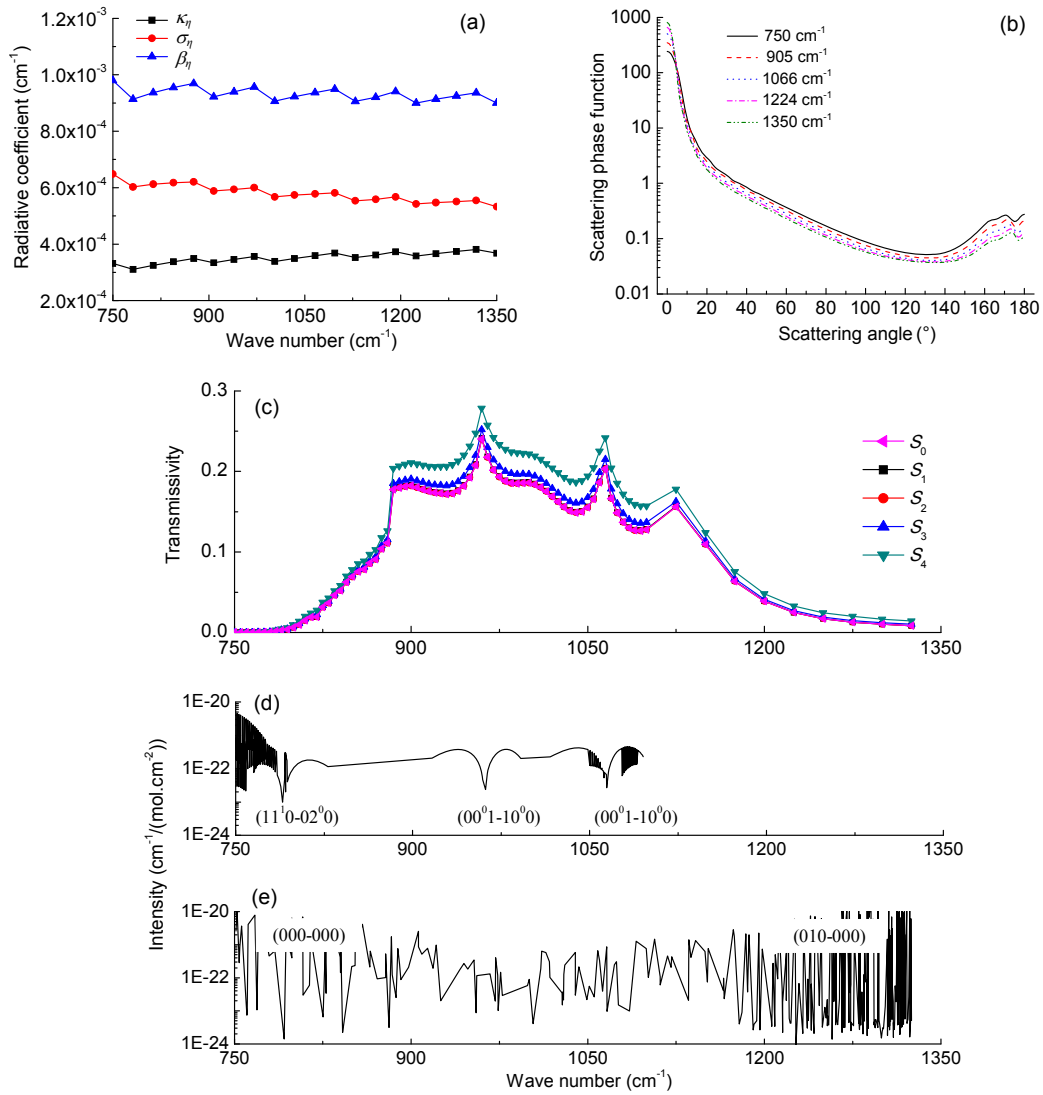 (a)
κη
ση
βη
1.2x10⁻³
1.0x10⁻³
8.0x10⁻⁴
6.0x10⁻⁴
4.0x10⁻⁴
2.0x10⁻⁴
Radiative coefficient (cm⁻¹)
750 900 1050 1200 1350
Wave number (cm⁻¹)
(b)
750 cm⁻¹
905 cm⁻¹
1066 cm⁻¹
1224 cm⁻¹
1350 cm⁻¹
1000
100
10
1
0.1
0.01
Scattering phase function
0 20 40 60 80 100 120 140 160 180
Scattering angle (°)
(c)
0.3
0.2
0.1
0.0
Transmissivity
S₀
S₁
S₂
S₃
S₄
750 900 1050 1200 1350
(d)
1E-20
1E-22
1E-24
(11¹0-02⁰0) (00⁰1-10⁰0) (00⁰1-10⁰0)
750 900 1050 1200 1350
Intensity (cm⁻¹/(mol.cm⁻²))
(e)
1E-20
1E-22
1E-24
(000-000) (010-000)
750 900 1050 1200 1350
Wave number (cm⁻¹)